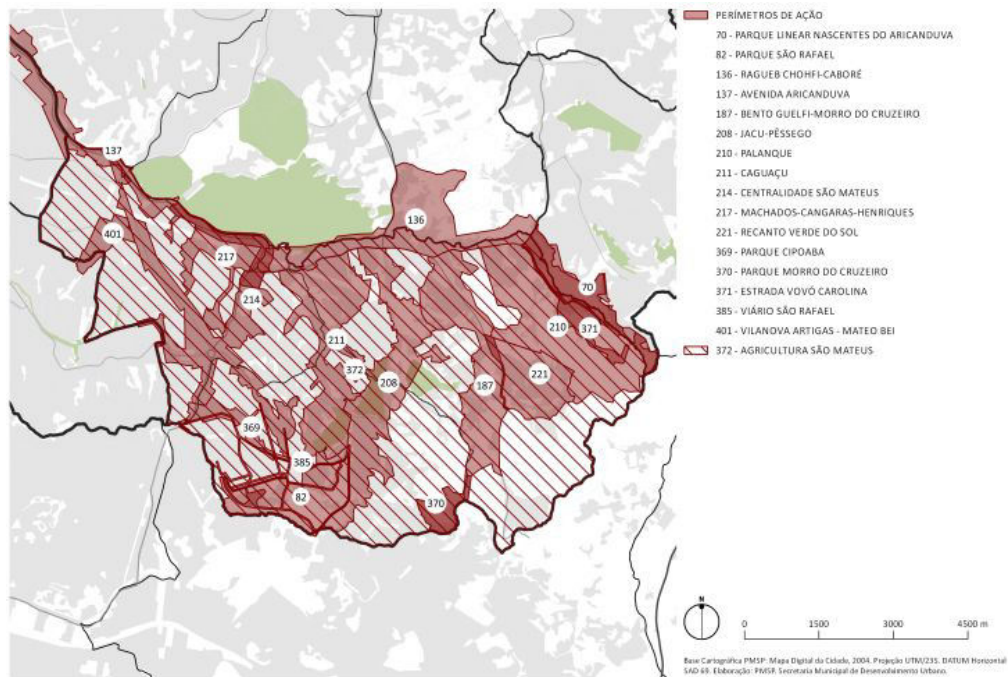 PERÍMETROS DE AÇÃO
70 - PARQUE LINEAR NASCENTES DO ARICANDUVA
82 - PARQUE SÃO RAFAEL
136 - RAGUEB CHOHFI-CABORÉ
137 - AVENIDA ARICANDUVA
187 - BENTO GUELFI-MORRO DO CRUZEIRO
208 - JACU-PÊSSEGO
210 - PALANQUE
211 - CAGUAÇU
214 - CENTRALIDADE SÃO MATEUS
217 - MACHADOS-CANGARAS-HENRIQUES
221 - RECANTO VERDE DO SOL
369 - PARQUE CIPOABA
370 - PARQUE MORRO DO CRUZEIRO
371 - ESTRADA VOVÓ CAROLINA
385 - VIÁRIO SÃO RAFAEL
401 - VILANOVA ARTIGAS - MATEO BEI
372 - AGRICULTURA SÃO MATEUS
137
136
401
217
70
214
210
371
211
372
208
187
221
369
385
82
370
N
0 1500 3000 4500 m
Base Cartográfica PMSP: Mapa Digital da Cidade, 2004. Projeção UTM/23S. DATUM Horizontal
SAD 69. Elaboração: PMSP. Secretaria Municipal de Desenvolvimento Urbano.